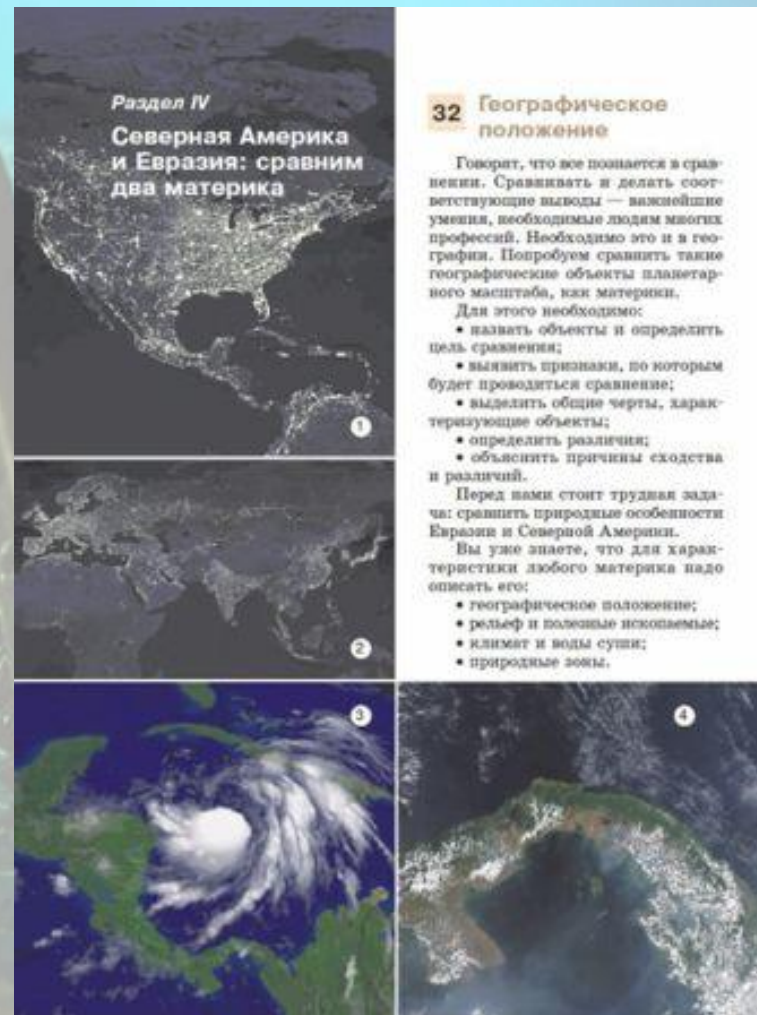 Раздел IV
Северная Америка
и Евразия: сравним
два материка
1
2
3
4
32
Географическое
положение
Говорят, что все познается в срав-
нении. Сравнивать и делать соот-
ветствующие выводы — важнейшие
умения, необходимые людям многих
профессий. Необходимо это и в гео-
графии. Попробуем сравнить такие
географические объекты планетар-
ного масштаба, как материки.
Для этого необходимо:
• назвать объекты и определить
цель сравнения;
• выявить признаки, по которым
будет проводиться сравнение;
• выделить общие черты, харак-
теризующие объекты;
• определить различия;
• объяснить причины сходства
и различий.
Перед нами стоит трудная зада-
ча: сравнить природные особенности
Евразии и Северной Америки.
Вы уже знаете, что для харак-
теристики любого материка надо
описать его:
• географическое положение;
• рельеф и полезные ископаемые;
• климат и воды суши;
• природные зоны.